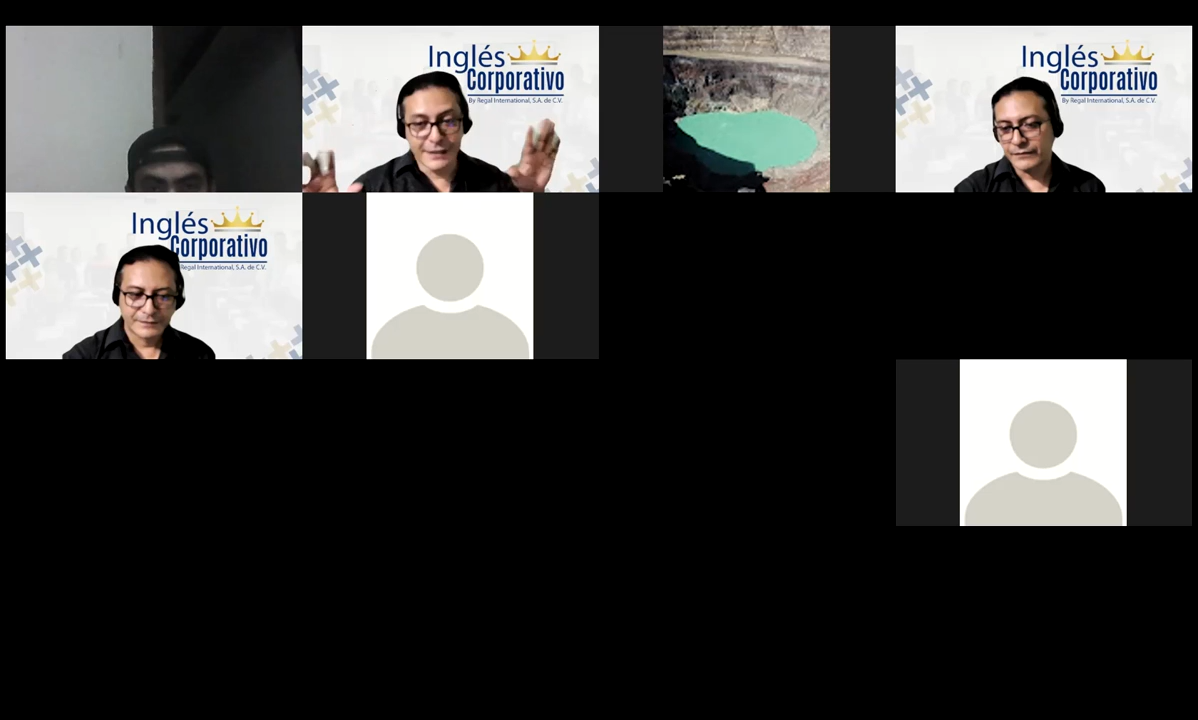 Inglés
Corporativo
By Regal International, S.A. de C.V.
Inglés
Corporativo
By Regal International, S.A. de C.V.
Inglés
Corporativo
Regal International, S.A. de C.V.